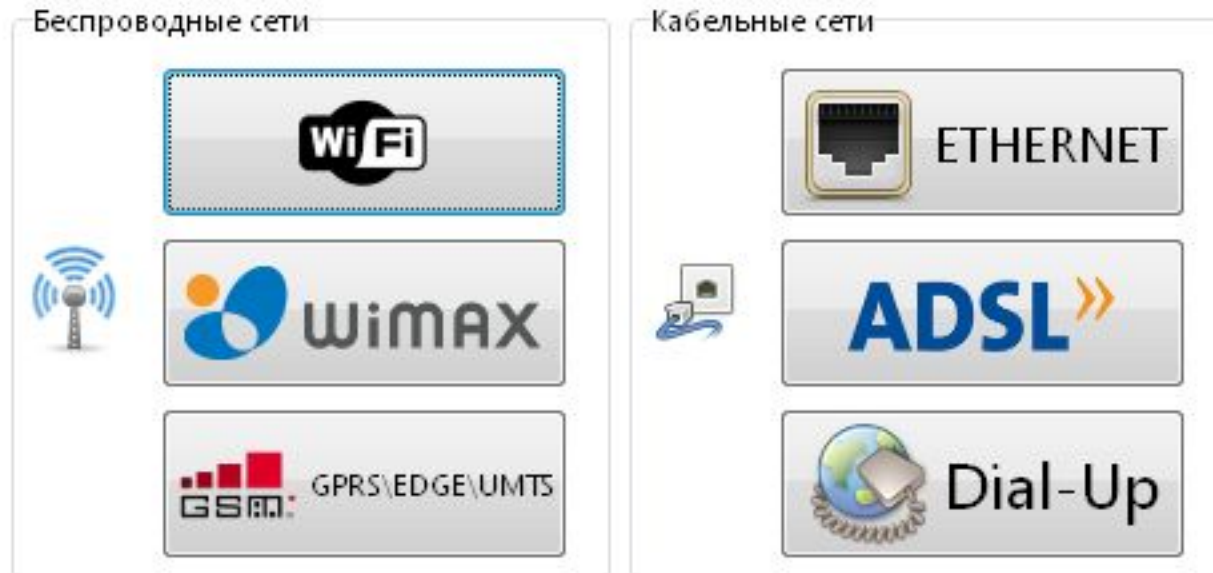 Беспроводные сети
WiFi
wimax
GSM: GPRS\EDGE\UMTS
Кабельные сети
ETHERNET
ADSL»
Dial-Up